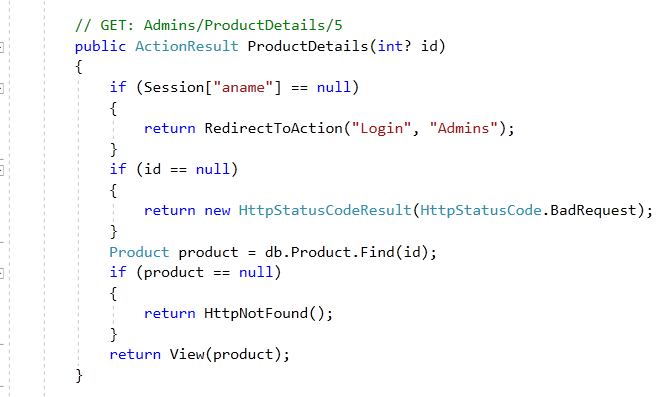 // GET: Admins/ProductDetails/5
public ActionResult ProductDetails(int? id)
{
if (Session["aname"] == null)
{
return RedirectToAction("Login", "Admins");
}
if (id == null)
{
return new HttpStatusCodeResult(HttpStatusCode.BadRequest);
}
Product product = db.Product.Find(id);
if (product == null)
{
return HttpNotFound();
}
return View(product);
}